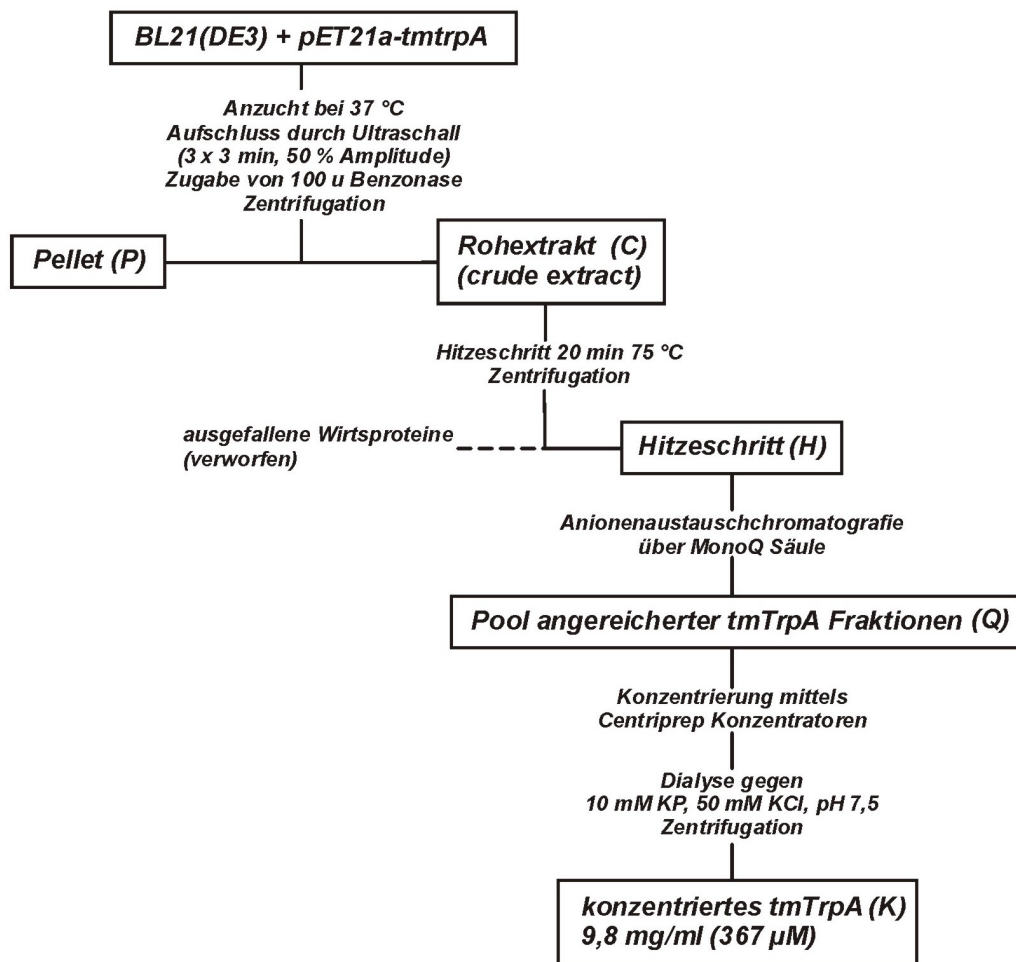 BL21(DE3) + pET21a-tmtrpA
Anzucht bei 37 °C
Aufschluss durch Ultraschall
(3 x 3 min, 50 % Amplitude)
Zugabe von 100 u Benzonase
Zentrifugation
Pellet (P)
Rohextrakt (C)
(crude extract)
Hitzeschritt 20 min 75 °C
Zentrifugation
ausgefallene Wirtsproteine
(verworfen)
Hitzeschritt (H)
Anionenaustauschchromatografie
über MonoQ Säule
Pool angereicherter tmTrpA Fraktionen (Q)
Konzentrierung mittels
Centriprep Konzentratoren
Dialyse gegen
10 mM KP, 50 mM KCl, pH 7,5
Zentrifugation
konzentriertes tmTrpA (K)
9,8 mg/ml (367 µM)